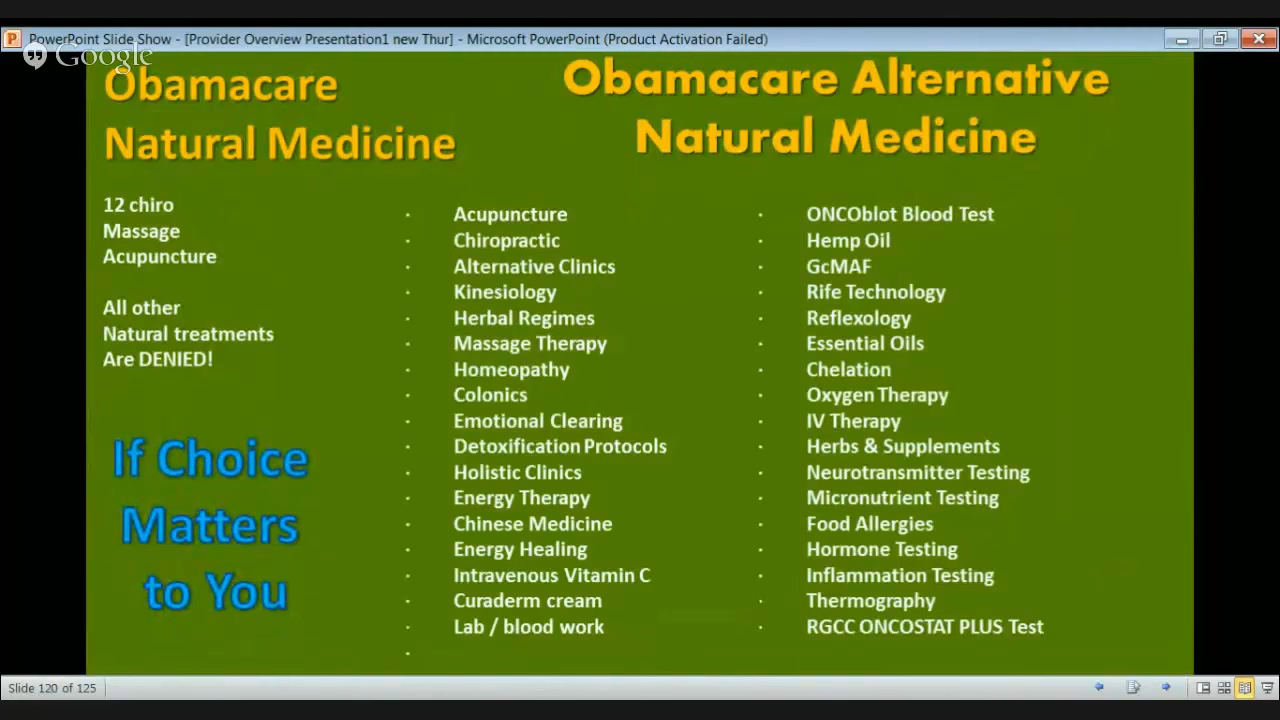 PowerPoint Slide Show - [Provider Overview Presentation1 new Thur] - Microsoft PowerPoint (Product Activation Failed)
Google
Obamacare
Natural Medicine
12 chiro
Massage
Acupuncture
All other
Natural treatments
Are DENIED!
If Choice
Matters
to You
Obamacare Alternative
Natural Medicine
· Acupuncture
· Chiropractic
· Alternative Clinics
· Kinesiology
· Herbal Regimes
· Massage Therapy
· Homeopathy
· Colonics
· Emotional Clearing
· Detoxification Protocols
· Holistic Clinics
· Energy Therapy
· Chinese Medicine
· Energy Healing
· Intravenous Vitamin C
· Curaderm cream
· Lab / blood work
·
· ONCOblot Blood Test
· Hemp Oil
· GcMAF
· Rife Technology
· Reflexology
· Essential Oils
· Chelation
· Oxygen Therapy
· IV Therapy
· Herbs & Supplements
· Neurotransmitter Testing
· Micronutrient Testing
· Food Allergies
· Hormone Testing
· Inflammation Testing
· Thermography
· RGCC ONCOSTAT PLUS Test
Slide 120 of 125